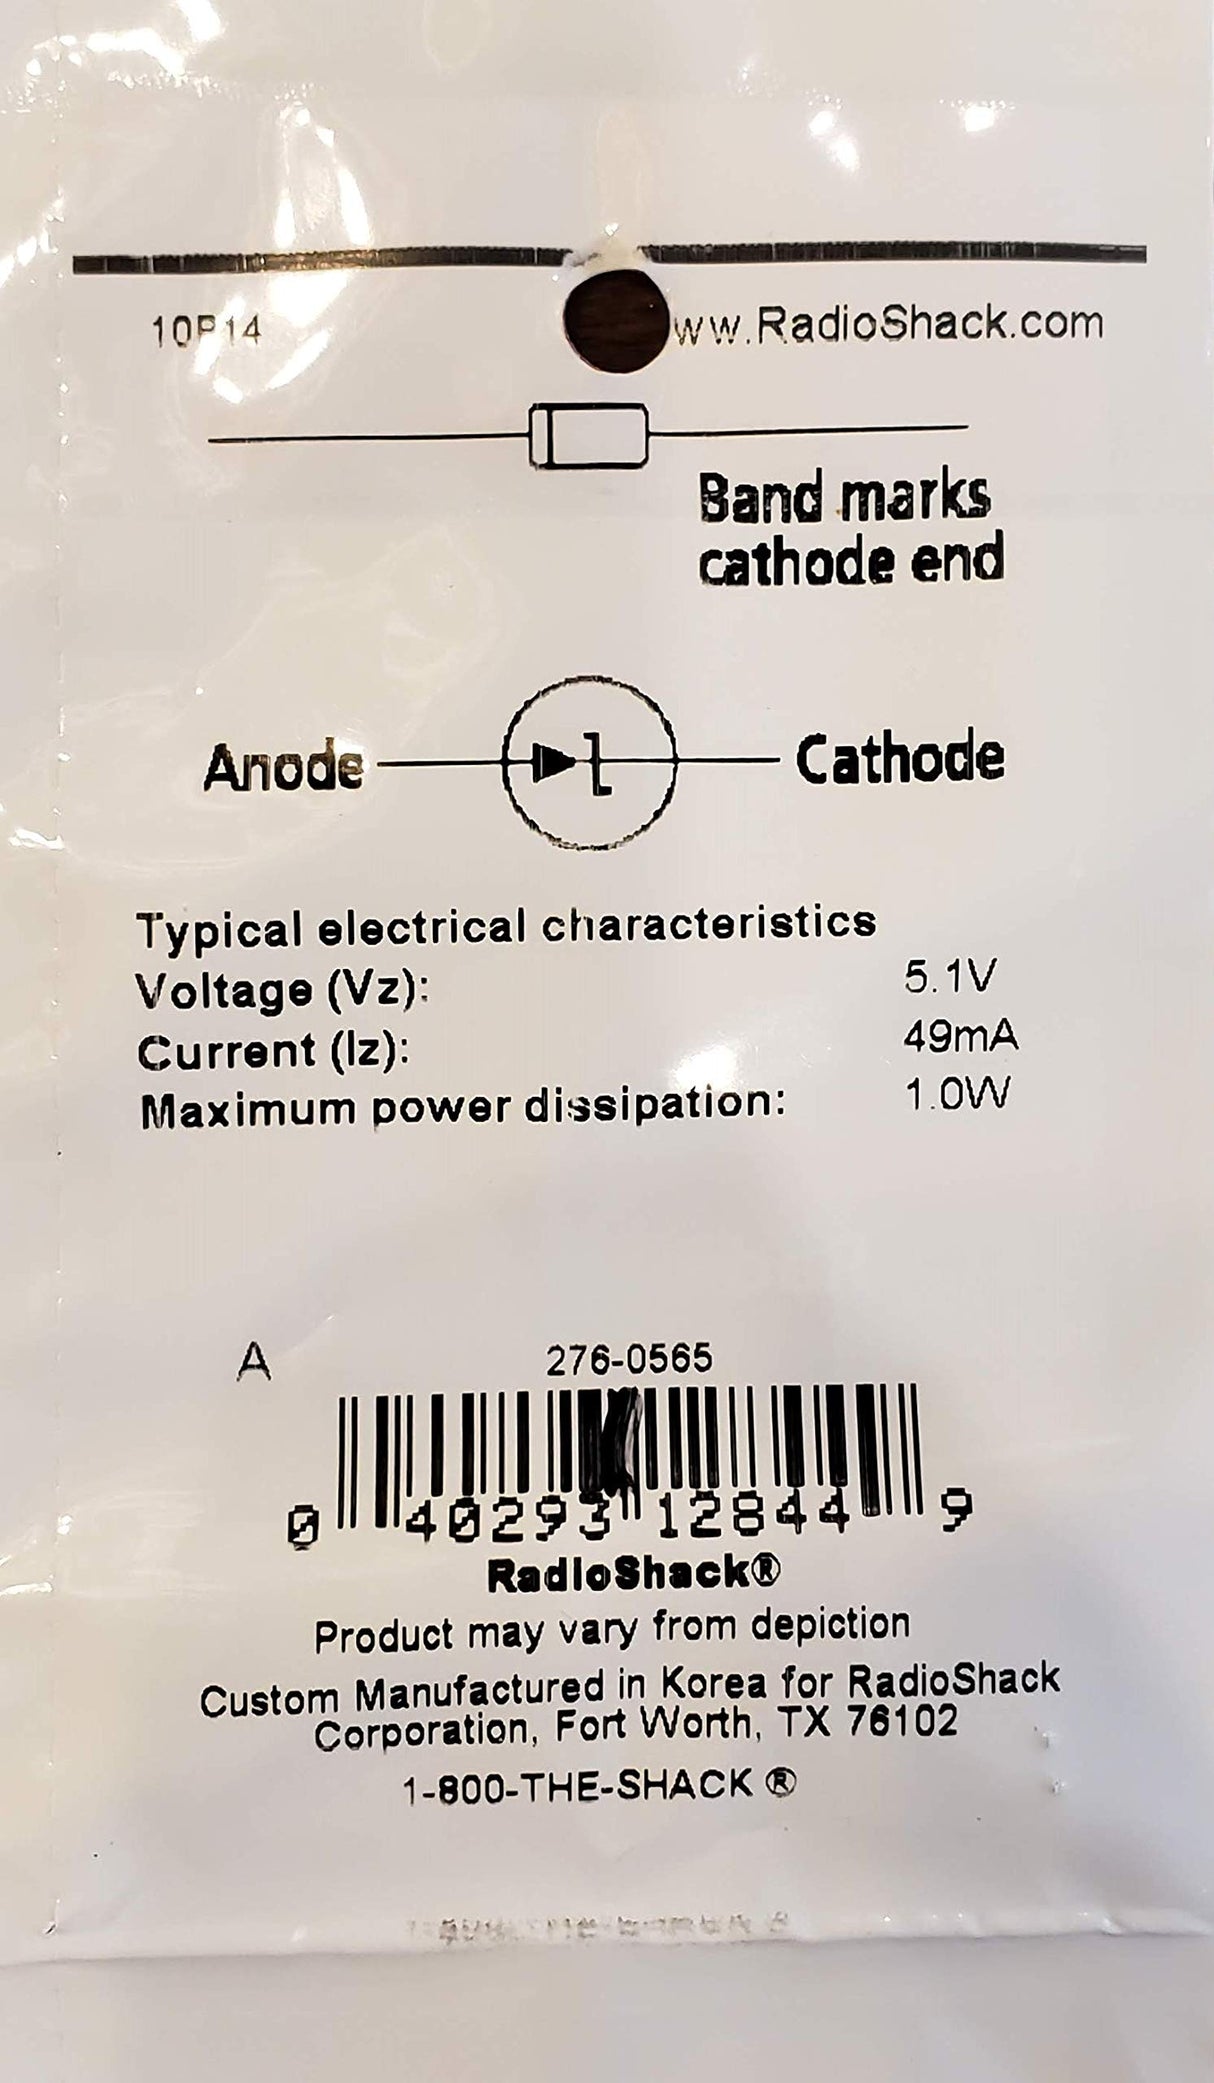 10P14
ww.RadioShack.com
Band marks
cathode end
Anode
Cathode
Typical electrical characteristics
Voltage (Vz): 5.1V
Current (Iz): 49mA
Maximum power dissipation: 1.0W
A 276-0565
0 40293 12844 9
RadioShack®
Product may vary from depiction
Custom Manufactured in Korea for RadioShack
Corporation, Fort Worth, TX 76102
1-800-THE-SHACK ®